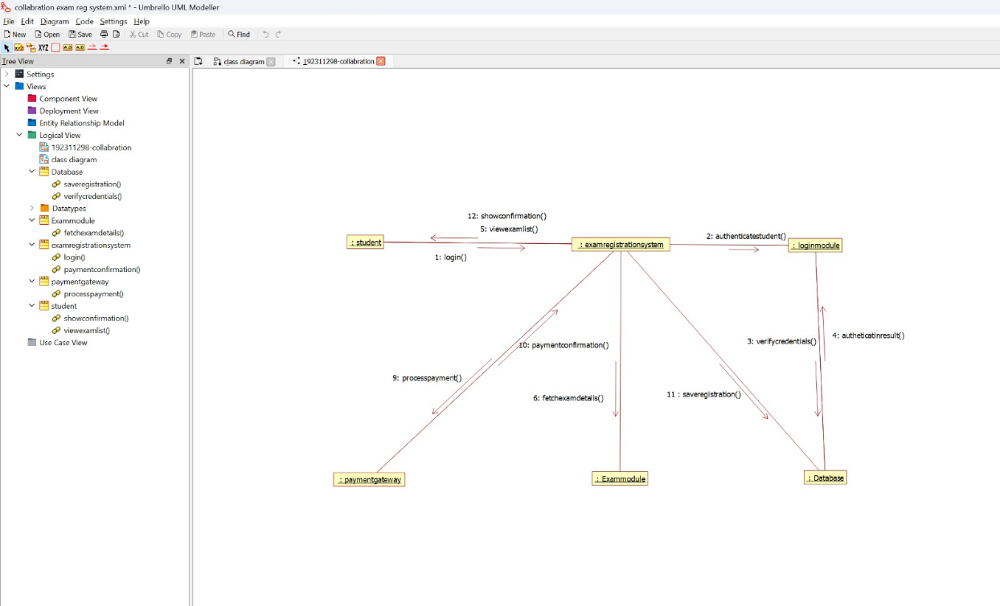 collabration exam reg system.xmi * - Umbrello UML Modeller
File Edit Diagram Code Settings Help
New Open Save Cut Copy Paste Find
XYZ
Tree View
class diagram
192311298-collabration
Settings
Views
Component View
Deployment View
Entity Relationship Model
Logical View
192311298-collabration
class diagram
Database
saveregistration()
verifycredentials()
Datatypes
Exammodule
fetchexamdetails()
examregistrationsystem
login()
paymentconfirmation()
paymentgateway
processpayment()
student
showconfirmation()
viewexamlist()
Use Case View
12: showconfirmation()
5: viewexamlist()
: student
1: login()
: examregistrationsystem
2: authenticatestudent()
: loginmodule
10: paymentconfirmation()
3: verifycredentials()
4: autheticatinresult()
9: processpayment()
6: fetchexamdetails()
11 : saveregistration()
: paymentgateway
: Exammodule
: Database